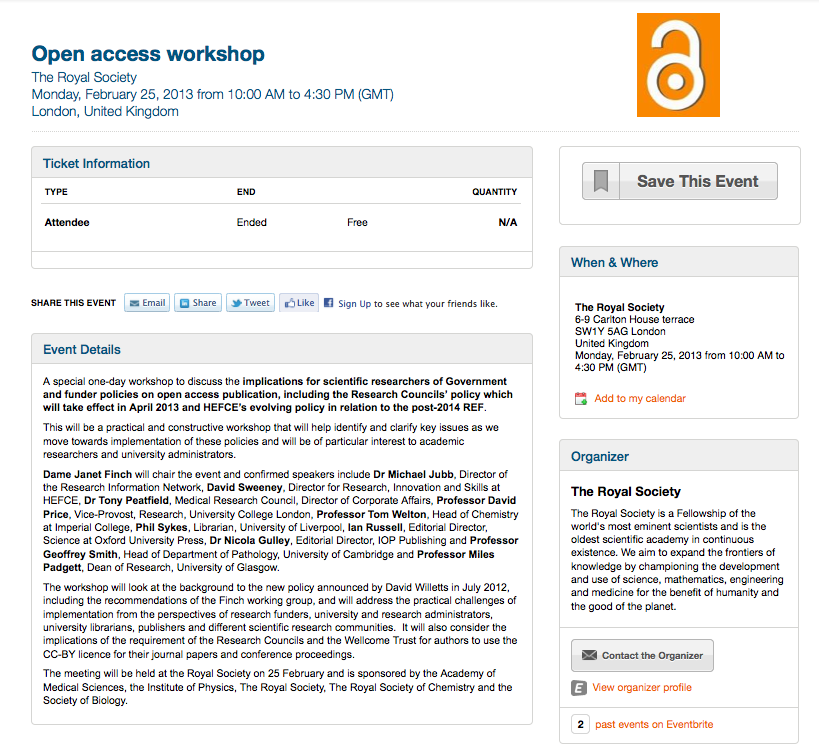 Open access workshop
The Royal Society
Monday, February 25, 2013 from 10:00 AM to 4:30 PM (GMT)
London, United Kingdom
Ticket Information
TYPE END QUANTITY
Attendee Ended Free N/A
SHARE THIS EVENT Email Share Tweet Like Sign Up to see what your friends like.
Event Details
A special one-day workshop to discuss the implications for scientific researchers of Government
and funder policies on open access publication, including the Research Councils' policy which
will take effect in April 2013 and HEFCE's evolving policy in relation to the post-2014 REF.
This will be a practical and constructive workshop that will help identify and clarify key issues as we
move towards implementation of these policies and will be of particular interest to academic
researchers and university administrators.
Dame Janet Finch will chair the event and confirmed speakers include Dr Michael Jubb, Director of
the Research Information Network, David Sweeney, Director for Research, Innovation and Skills at
HEFCE, Dr Tony Peatfield, Medical Research Council, Director of Corporate Affairs, Professor David
Price, Vice-Provost, Research, University College London, Professor Tom Welton, Head of Chemistry
at Imperial College, Phil Sykes, Librarian, University of Liverpool, Ian Russell, Editorial Director,
Science at Oxford University Press, Dr Nicola Gulley, Editorial Director, IOP Publishing and Professor
Geoffrey Smith, Head of Department of Pathology, University of Cambridge and Professor Miles
Padgett, Dean of Research, University of Glasgow.
The workshop will look at the background to the new policy announced by David Willetts in July 2012,
including the recommendations of the Finch working group, and will address the practical challenges of
implementation from the perspectives of research funders, university and research administrators,
university librarians, publishers and different scientific research communities.  It will also consider the
implications of the requirement of the Research Councils and the Wellcome Trust for authors to use the
CC-BY licence for their journal papers and conference proceedings.
The meeting will be held at the Royal Society on 25 February and is sponsored by the Academy of
Medical Sciences, the Institute of Physics, The Royal Society, The Royal Society of Chemistry and the
Society of Biology.
Save This Event
When & Where
The Royal Society
6-9 Carlton House terrace
SW1Y 5AG London
United Kingdom
Monday, February 25, 2013 from 10:00 AM to
4:30 PM (GMT)
Add to my calendar
Organizer
The Royal Society
The Royal Society is a Fellowship of the
world's most eminent scientists and is the
oldest scientific academy in continuous
existence. We aim to expand the frontiers of
knowledge by championing the development
and use of science, mathematics, engineering
and medicine for the benefit of humanity and
the good of the planet.
Contact the Organizer
E View organizer profile
2 past events on Eventbrite